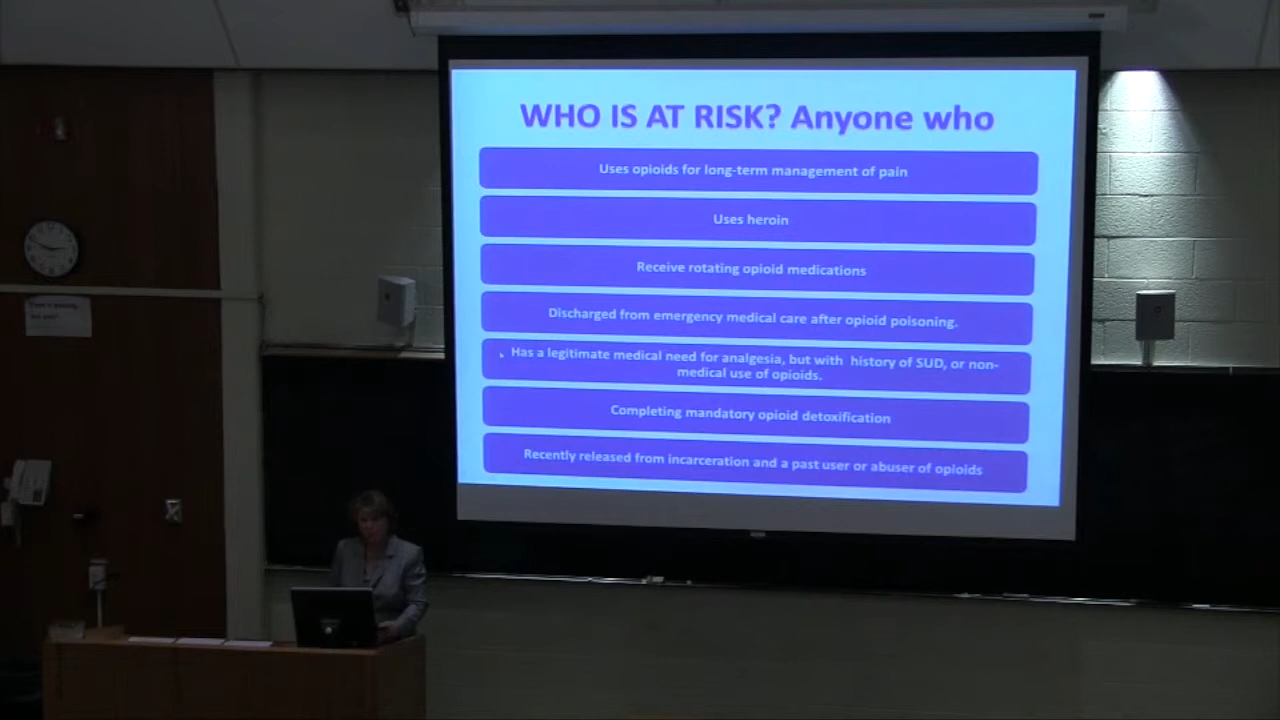 WHO IS AT RISK? Anyone who
Uses opioids for long-term management of pain
Uses heroin
Receive rotating opioid medications
Discharged from emergency medical care after opioid poisoning.
Has a legitimate medical need for analgesia, but with history of SUD, or non-
medical use of opioids.
Completing mandatory opioid detoxification
Recently released from incarceration and a past user or abuser of opioids